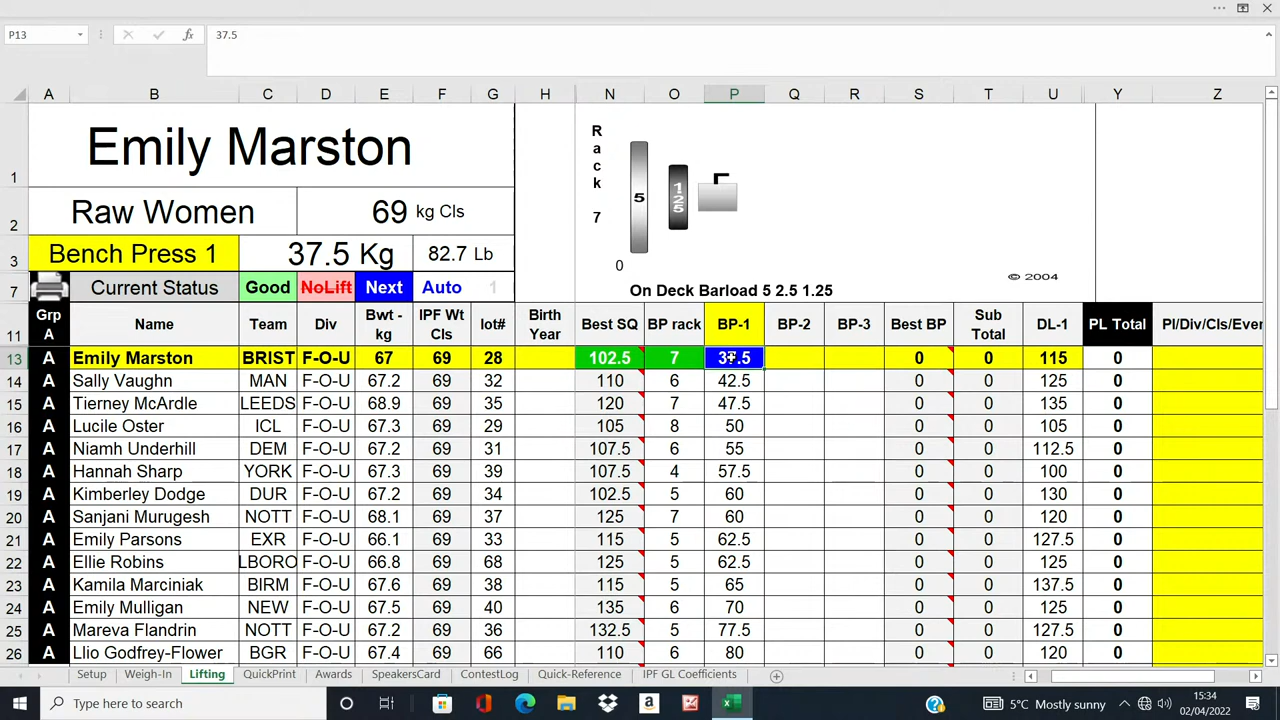 P13
37.5
A B C D E F G H N O P Q R S T U Y Z
1 Emily Marston
2 Raw Women 69 kg Cls
3 Bench Press 1 37.5 Kg 82.7 Lb
Rack 7
5
125
0
© 2004
On Deck Barload 5 2.5 1.25
7 Current Status Good NoLift Next Auto 1
11 Grp A Name Team Div Bwt - kg IPF Wt Cls lot# Birth Year Best SQ BP rack BP-1 BP-2 BP-3 Best BP Sub Total DL-1 PL Total Pl/Div/Cls/Ever
13 A Emily Marston BRIST F-O-U 67 69 28 102.5 7 37.5 0 0 115 0
14 A Sally Vaughn MAN F-O-U 67.2 69 32 110 6 42.5 0 0 125 0
15 A Tierney McArdle LEEDS F-O-U 68.9 69 35 120 7 47.5 0 0 135 0
16 A Lucile Oster ICL F-O-U 67.3 69 29 105 8 50 0 0 105 0
17 A Niamh Underhill DEM F-O-U 67.2 69 31 107.5 6 55 0 0 112.5 0
18 A Hannah Sharp YORK F-O-U 67.3 69 39 107.5 4 57.5 0 0 100 0
19 A Kimberley Dodge DUR F-O-U 67.2 69 34 102.5 5 60 0 0 130 0
20 A Sanjani Murugesh NOTT F-O-U 68.1 69 37 125 7 60 0 0 120 0
21 A Emily Parsons EXR F-O-U 66.1 69 33 115 5 62.5 0 0 127.5 0
22 A Ellie Robins LBORO F-O-U 66.8 69 68 125 5 62.5 0 0 120 0
23 A Kamila Marciniak BIRM F-O-U 67.6 69 38 115 5 65 0 0 137.5 0
24 A Emily Mulligan NEW F-O-U 67.5 69 40 135 6 70 0 0 125 0
25 A Mareva Flandrin NOTT F-O-U 67.2 69 36 132.5 5 77.5 0 0 127.5 0
26 A Llio Godfrey-Flower BGR F-O-U 67.4 69 66 110 6 80 0 0 125 0
Setup Weigh-In Lifting QuickPrint Awards SpeakersCard ContestLog Quick-Reference IPF GL Coefficients
Type here to search
5°C Mostly sunny
15:34
02/04/2022